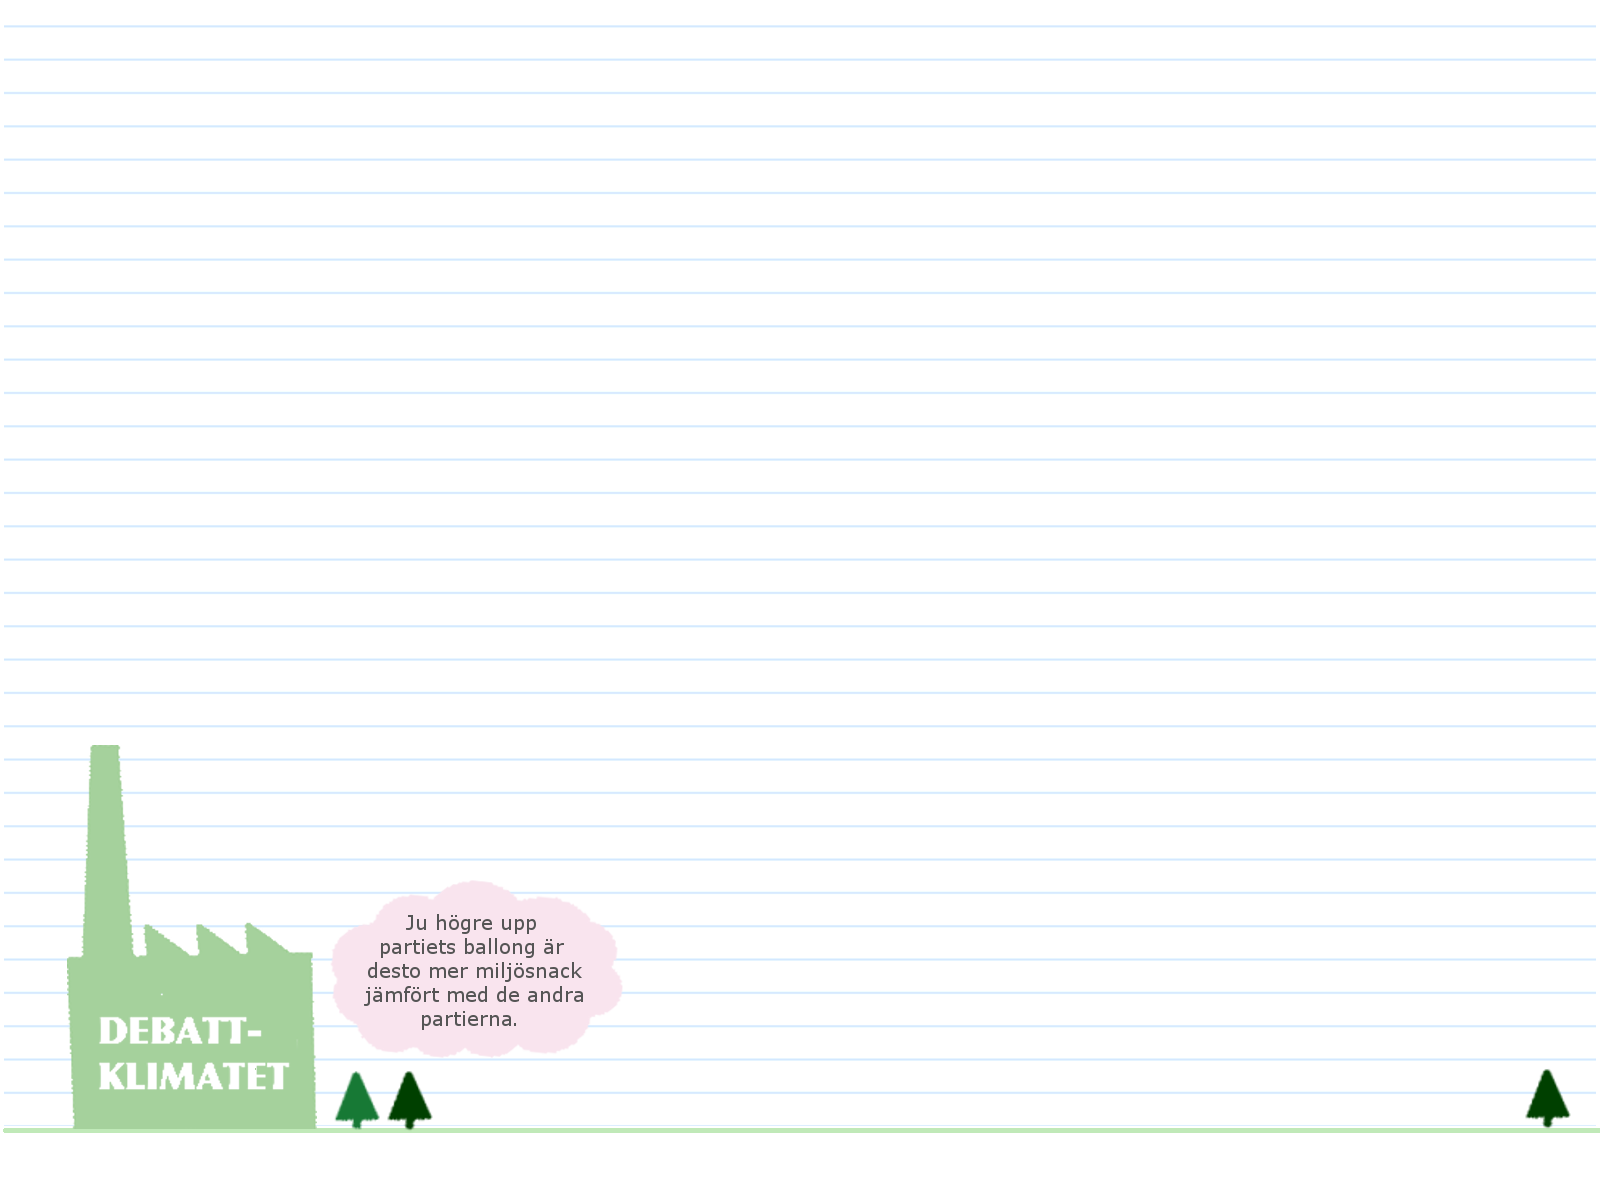 Ju högre upp
partiets ballong är
desto mer miljösnack
jämfört med de andra
partierna.
DEBATT-
KLIMATET